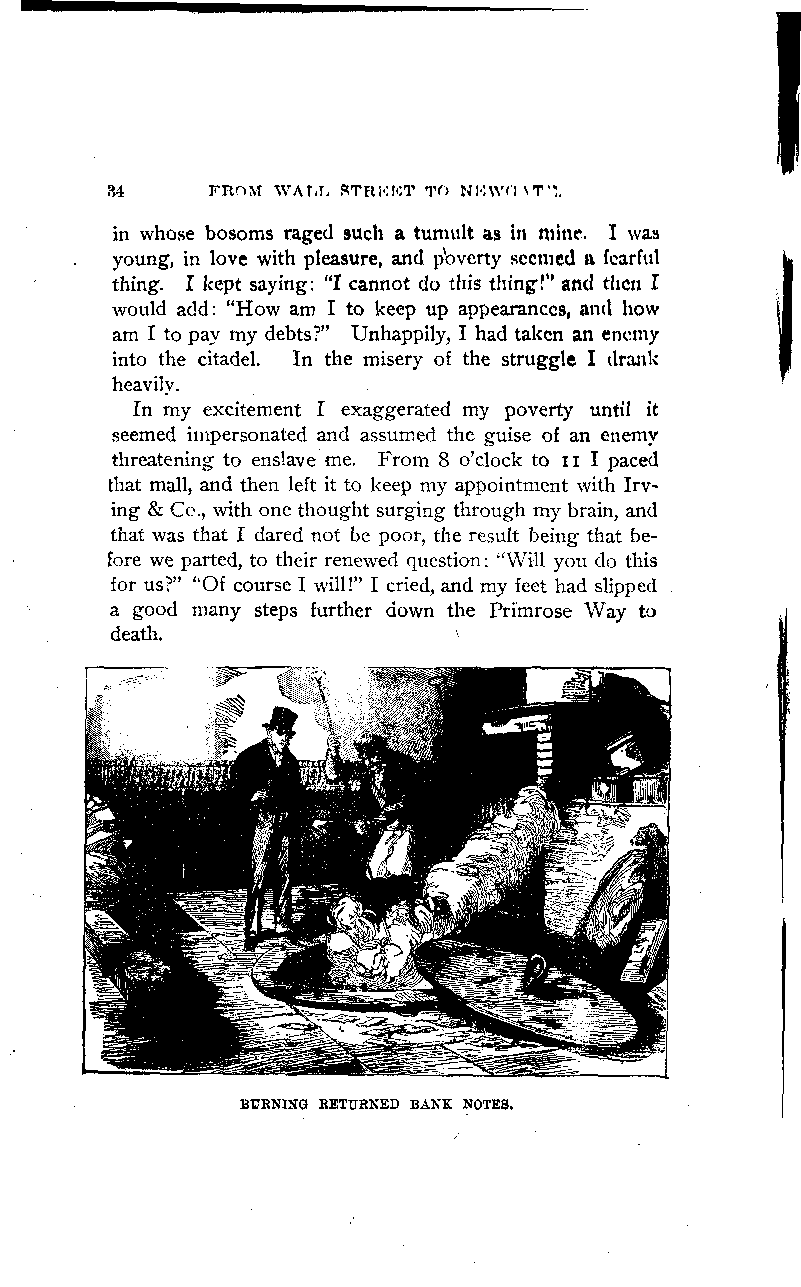 34 FROM WALL STREET TO NEWGATE.
in whose bosoms raged such a tumult as in mine. I was
young, in love with pleasure, and poverty seemed a fearful
thing. I kept saying: “I cannot do this thing!” and then I
would add: “How am I to keep up appearances, and how
am I to pay my debts?” Unhappily, I had taken an enemy
into the citadel. In the misery of the struggle I drank
heavily.
In my excitement I exaggerated my poverty until it
seemed impersonated and assumed the guise of an enemy
threatening to enslave me. From 8 o’clock to 11 I paced
that mall, and then left it to keep my appointment with Irv-
ing & Co., with one thought surging through my brain, and
that was that I dared not be poor, the result being that be-
fore we parted, to their renewed question: “Will you do this
for us?” “Of course I will!” I cried, and my feet had slipped
a good many steps further down the Primrose Way to
death.
BURNING RETURNED BANK NOTES.